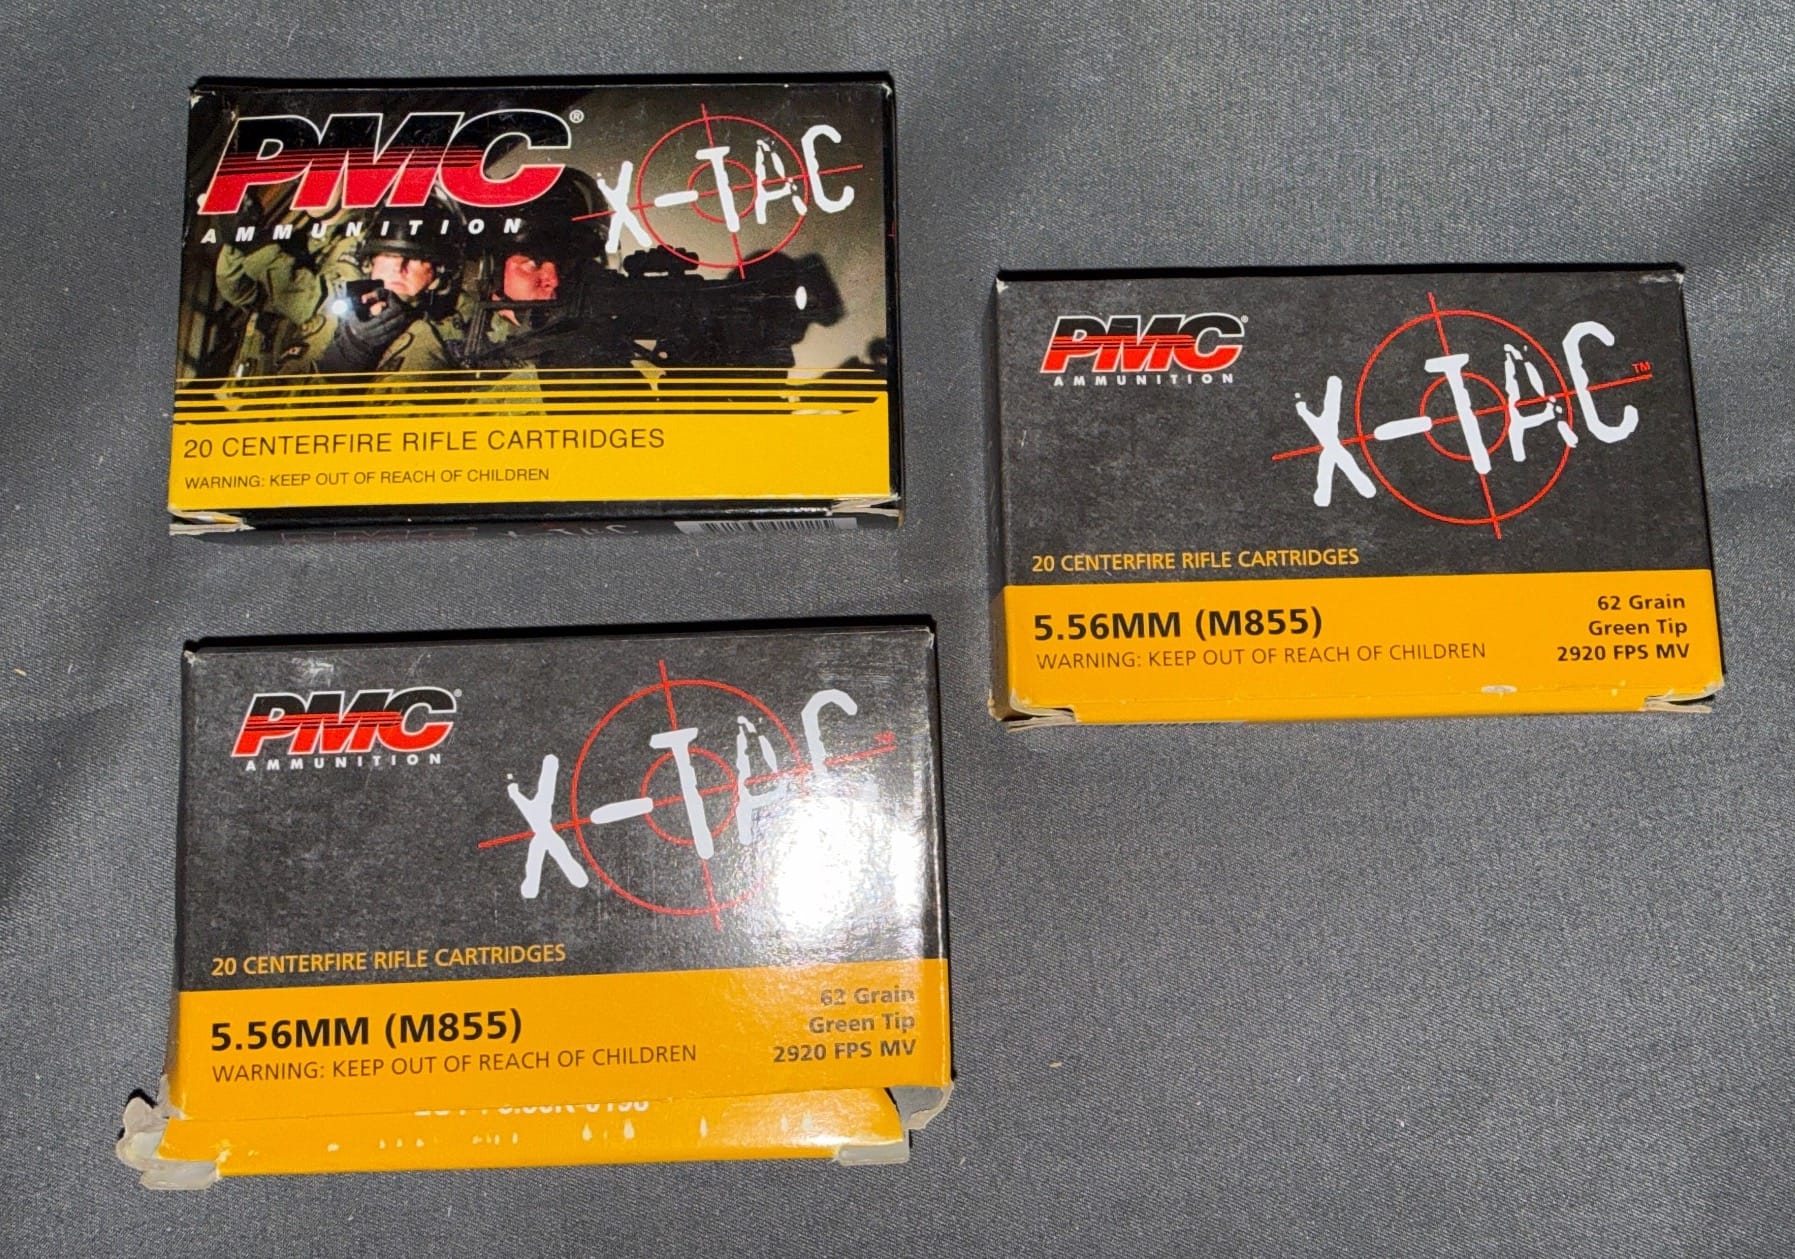 PMC®
AMMUNITION
X-TAC
20 CENTERFIRE RIFLE CARTRIDGES
WARNING: KEEP OUT OF REACH OF CHILDREN
PMC X-TAC
PMC®
AMMUNITION
X-TAC™
20 CENTERFIRE RIFLE CARTRIDGES
5.56MM (M855)
WARNING: KEEP OUT OF REACH OF CHILDREN
62 Grain
Green Tip
2920 FPS MV
PMC®
AMMUNITION
X-TAC™
20 CENTERFIRE RIFLE CARTRIDGES
5.56MM (M855)
WARNING: KEEP OUT OF REACH OF CHILDREN
62 Grain
Green Tip
2920 FPS MV